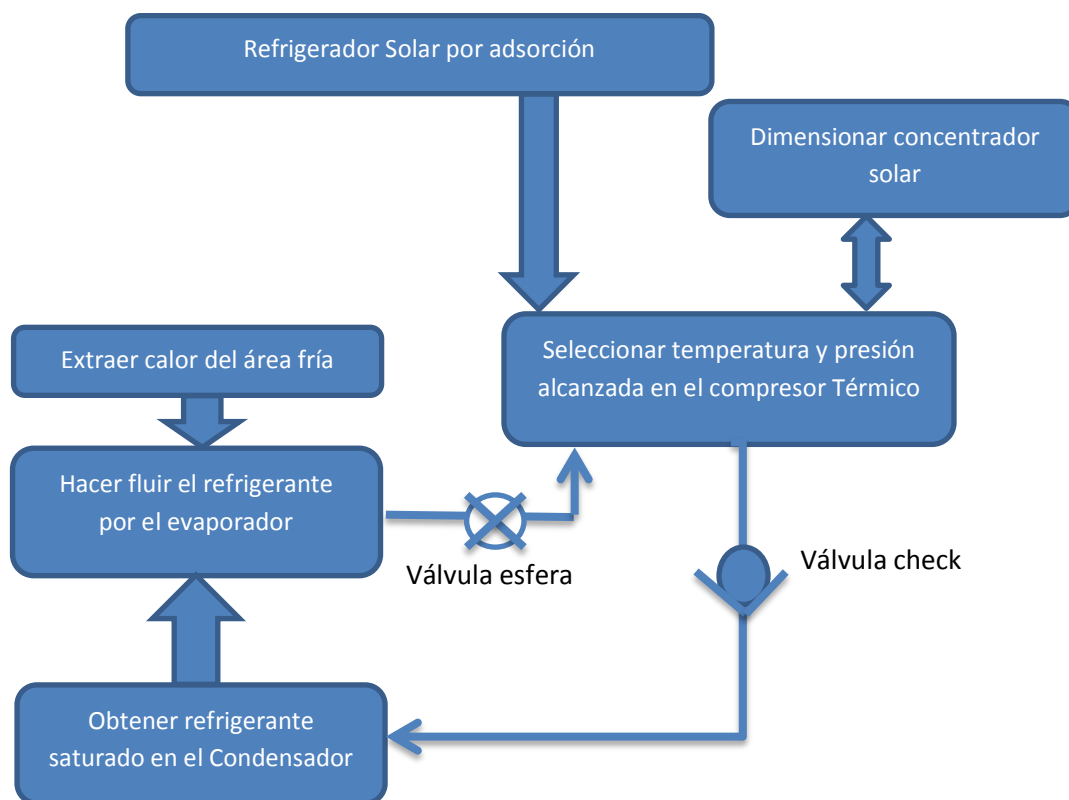 Refrigerador Solar por adsorción
Dimensionar concentrador
solar
Seleccionar temperatura y presión
alcanzada en el compresor Térmico
Extraer calor del área fría
Hacer fluir el refrigerante
por el evaporador
Válvula esfera
Válvula check
Obtener refrigerante
saturado en el Condensador